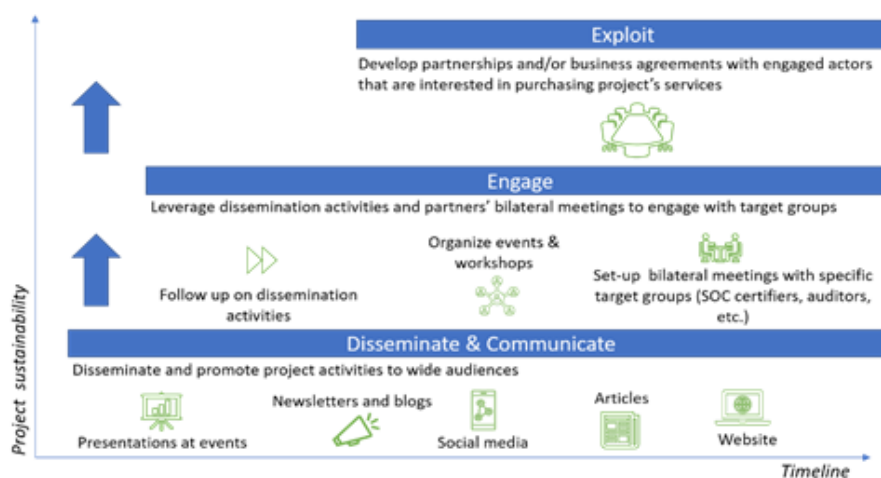 Exploit
Develop partnerships and/or business agreements with engaged actors
that are interested in purchasing project's services
Engage
Leverage dissemination activities and partners' bilateral meetings to engage with target groups
Follow up on dissemination
activities
Organize events &
workshops
Set-up bilateral meetings with specific
target groups (SOC certifiers, auditors,
etc.)
Disseminate & Communicate
Disseminate and promote project activities to wide audiences
Presentations at events
Newsletters and blogs
Social media
Articles
Website
Project sustainability
Timeline